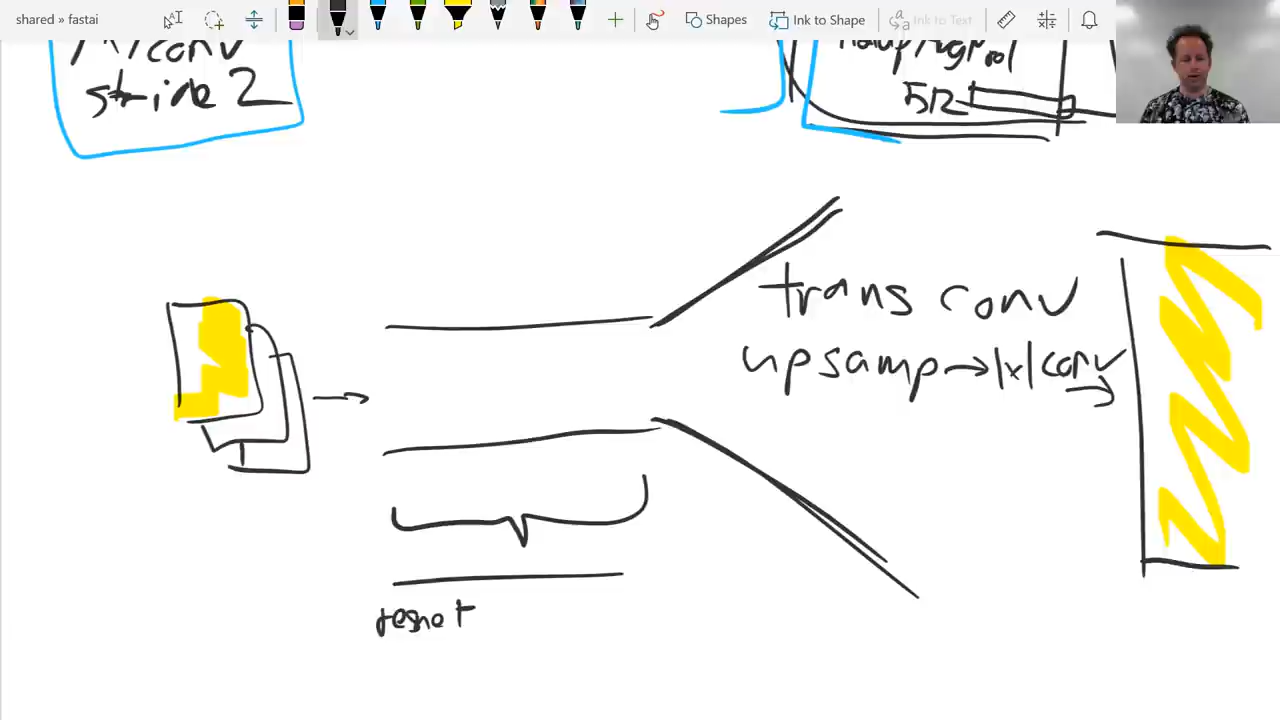 shared » fastai
Shapes
Ink to Shape
Ink to Text
1x1 conv
stride 2
512
trans conv
upsamp→1x1 conv
resnet